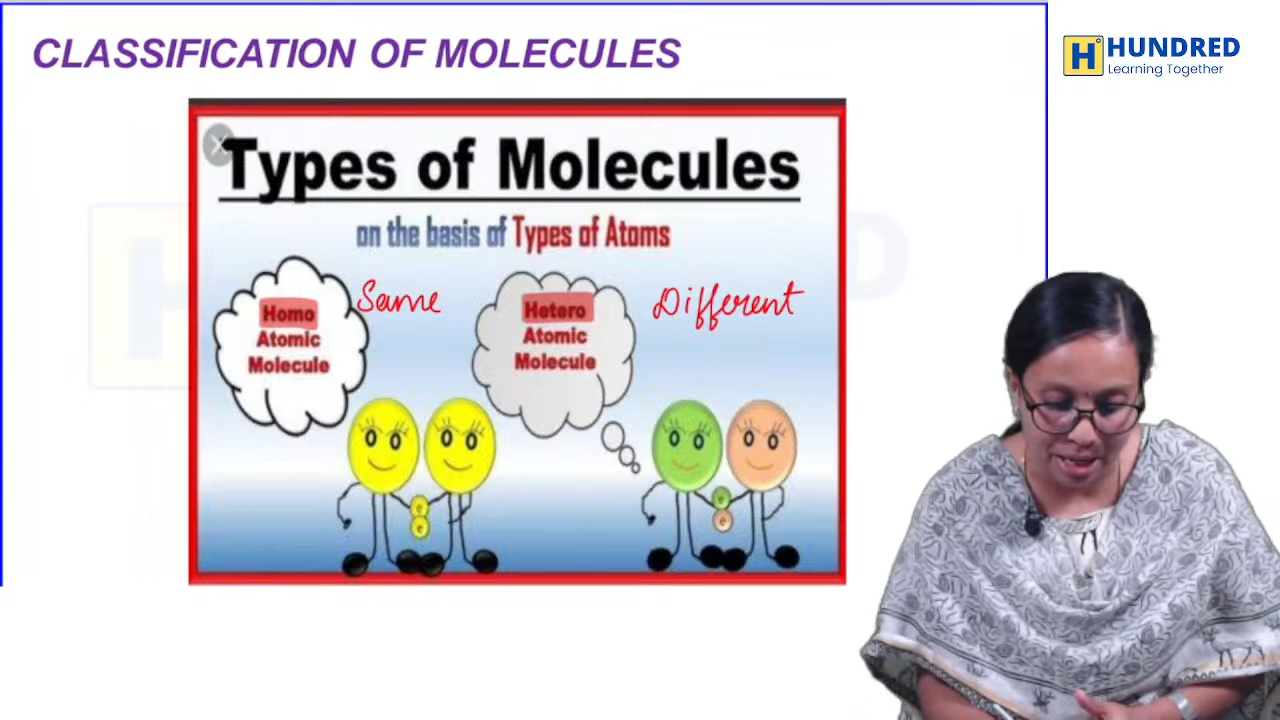 CLASSIFICATION OF MOLECULES
H° HUNDRED
Learning Together
Types of Molecules
on the basis of Types of Atoms
Homo
Atomic
Molecule
Same
Hetero
Atomic
Molecule
Different
e
e
e
e